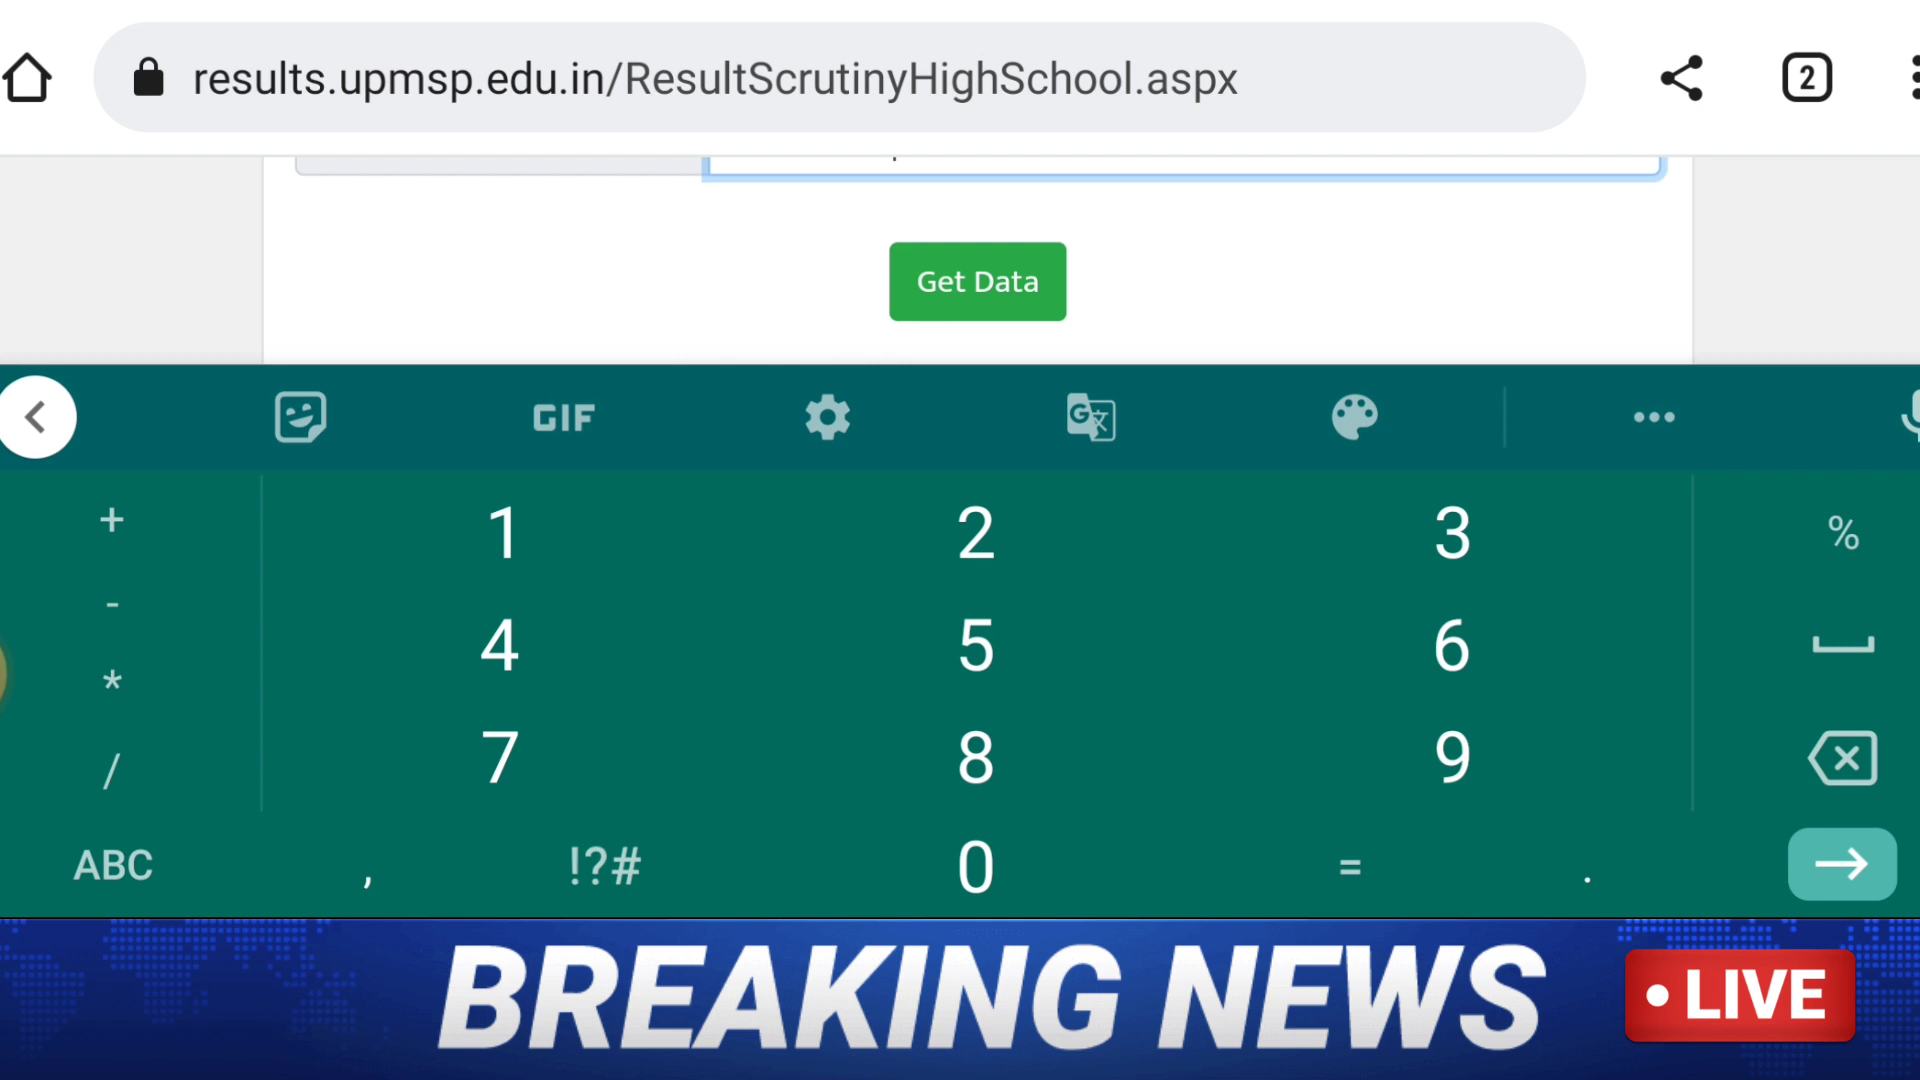 results.upmsp.edu.in/ResultScrutinyHighSchool.aspx
2
Get Data
GIF
+ 1 2 3 %
- 4 5 6
*
/ 7 8 9
ABC , !?# 0 = .
BREAKING NEWS
• LIVE